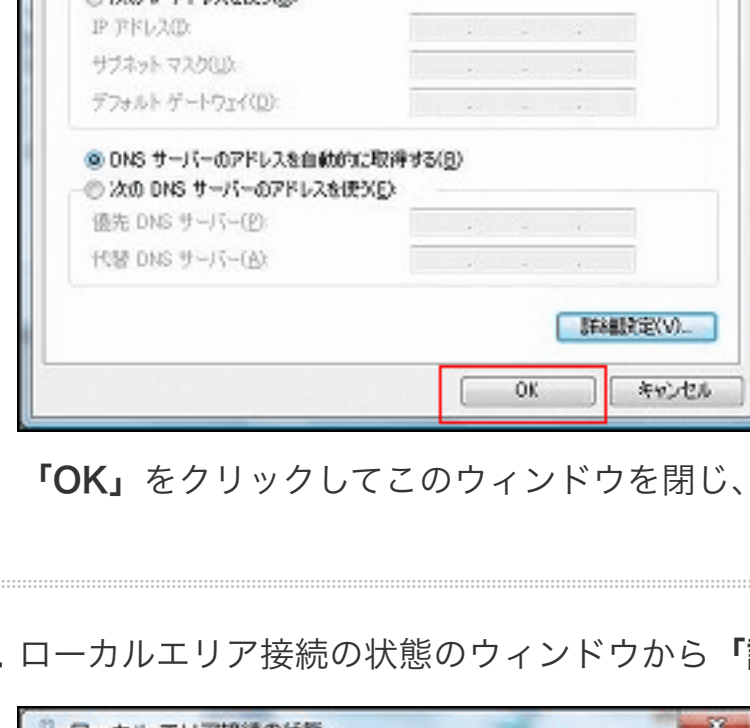 IP アドレス(I):
サブネット マスク(U):
デフォルト ゲートウェイ(D):
DNS サーバーのアドレスを自動的に取得する(B)
次の DNS サーバーのアドレスを使う(E):
優先 DNS サーバー(P):
代替 DNS サーバー(A):
詳細設定(V)...
OK キャンセル
「OK」をクリックしてこのウィンドウを閉じ、
ローカルエリア接続の状態のウィンドウから「